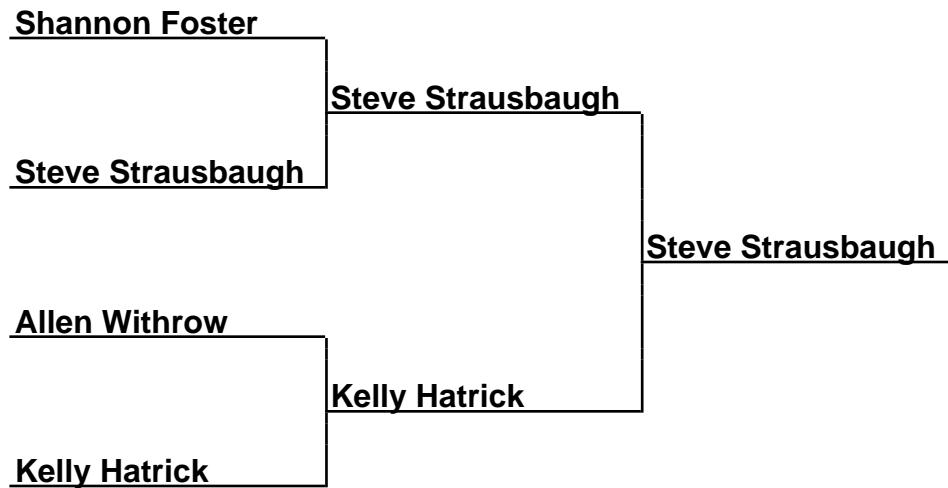 Shannon Foster
Steve Strausbaugh
Steve Strausbaugh
Steve Strausbaugh
Allen Withrow
Kelly Hatrick
Kelly Hatrick